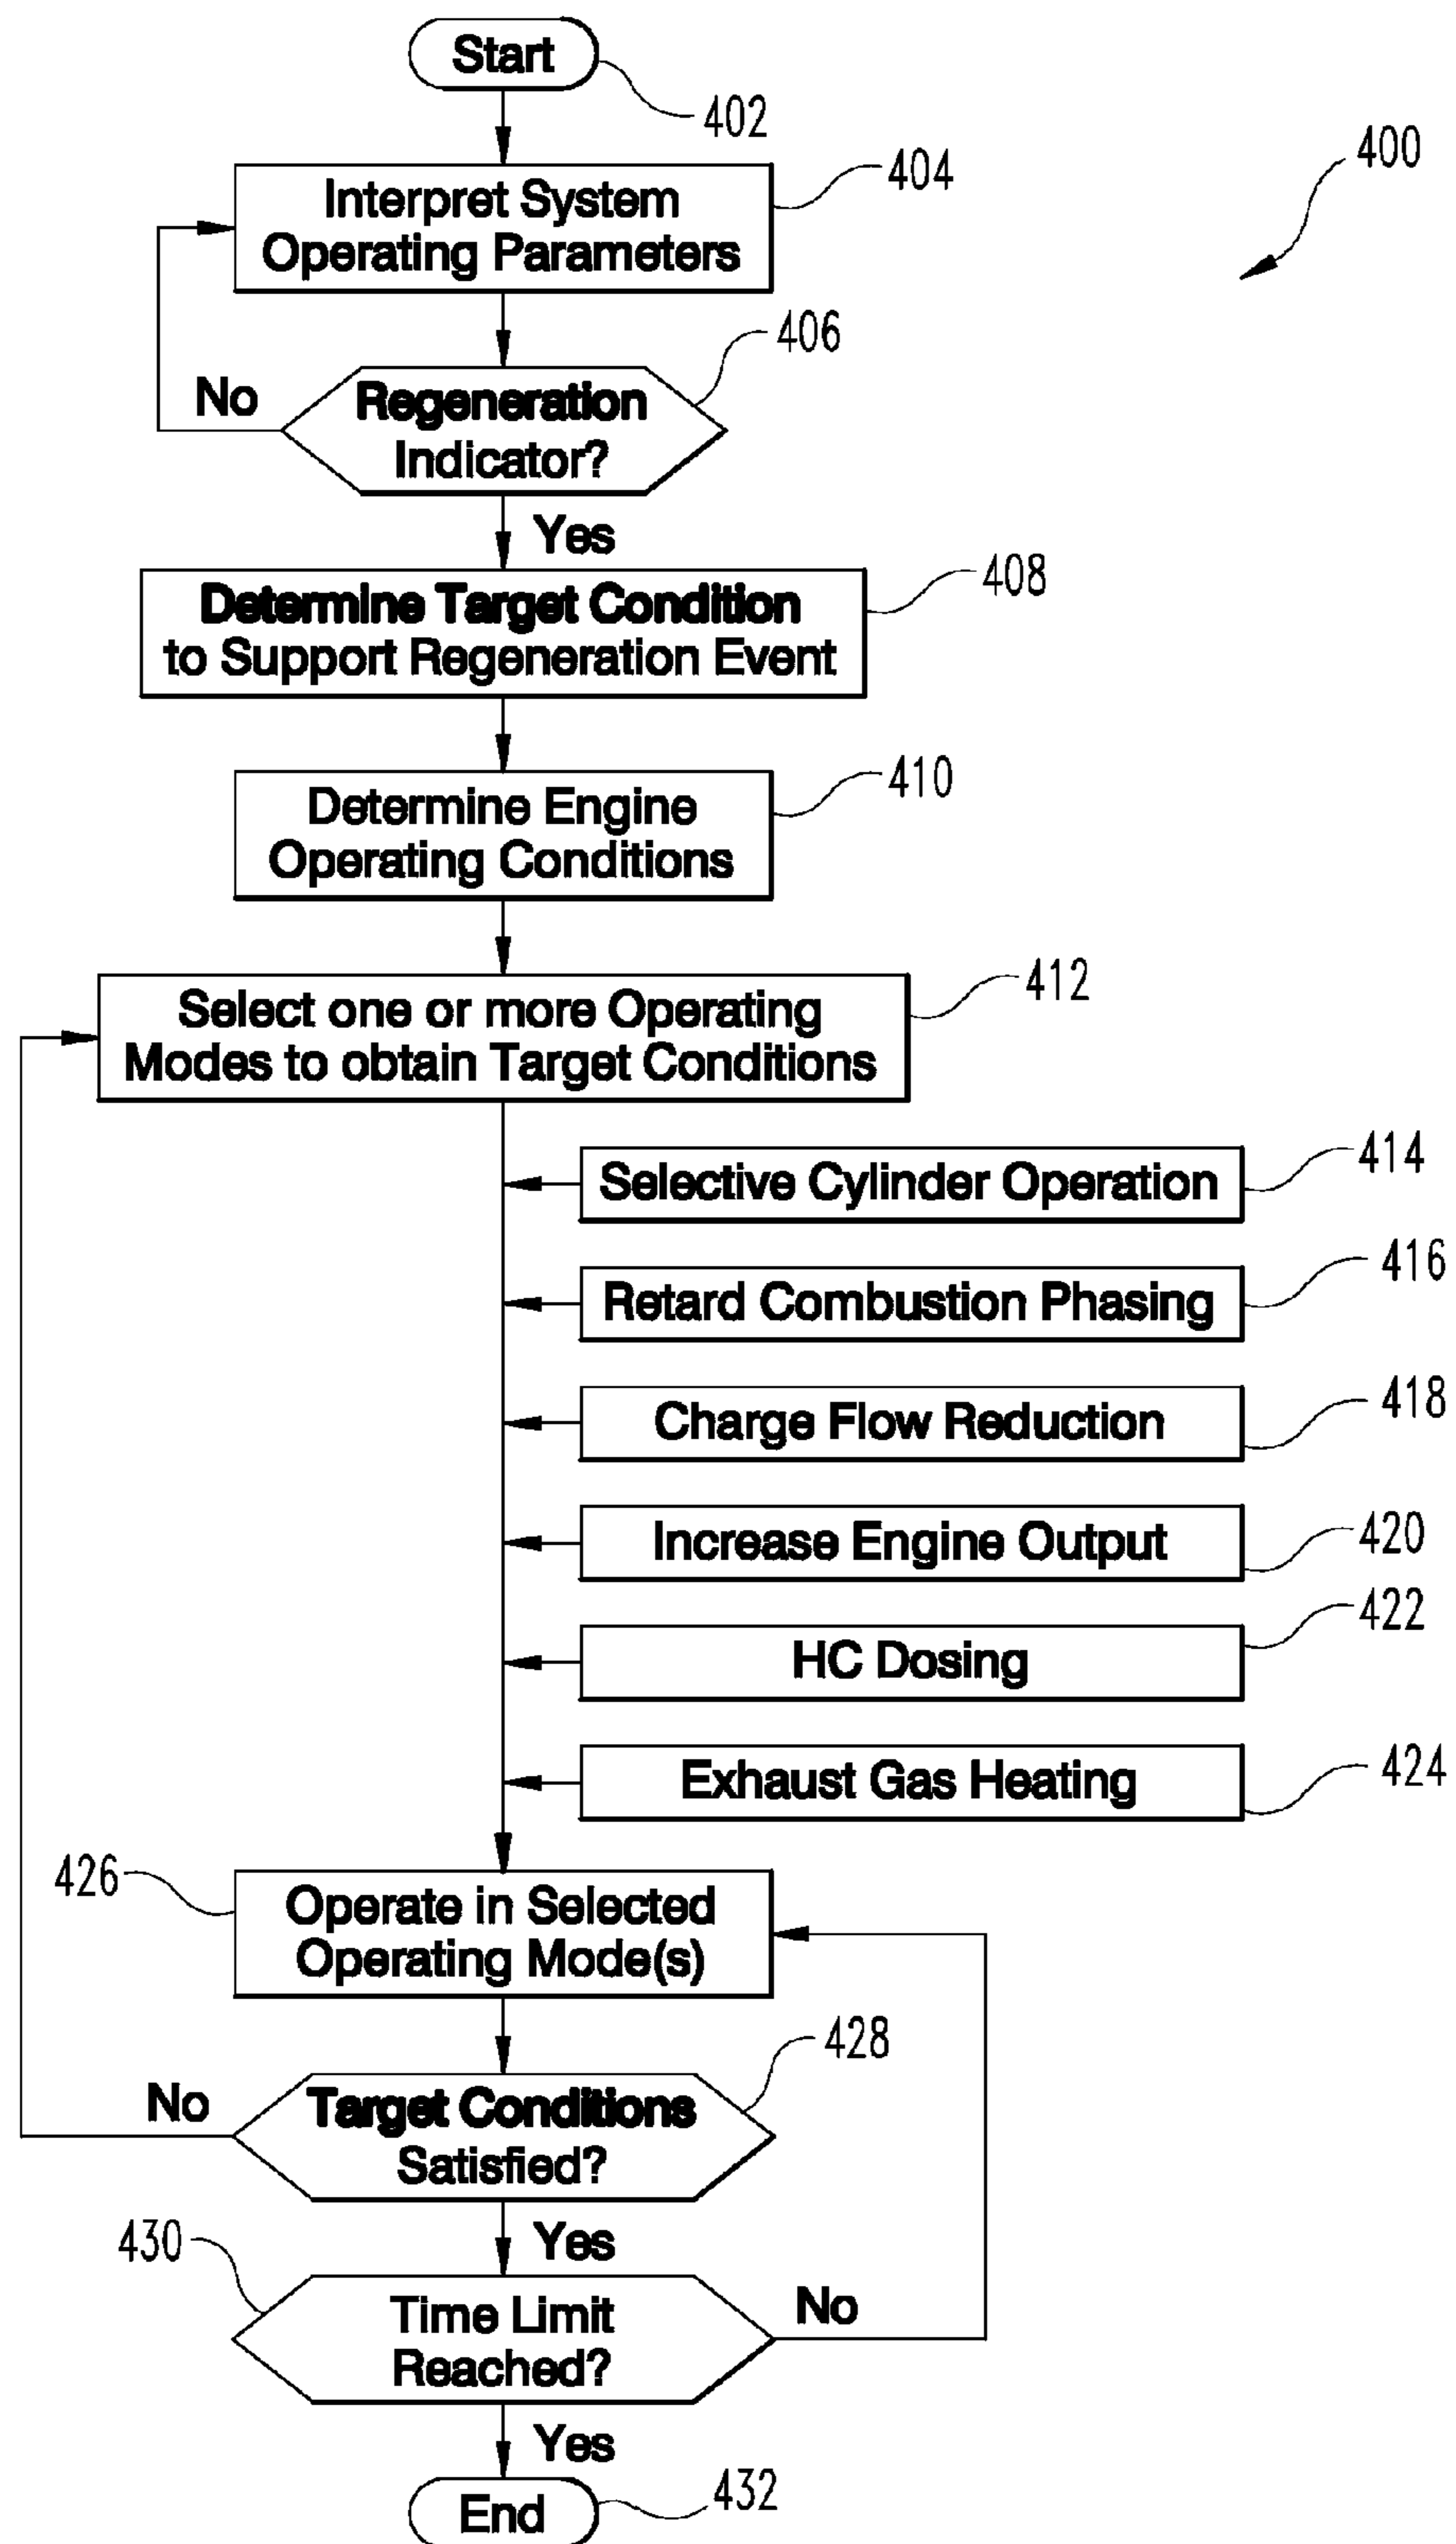 Start
402
400
404
Interpret System
Operating Parameters
406
No
Regeneration
Indicator?
Yes
408
Determine Target Condition
to Support Regeneration Event
410
Determine Engine
Operating Conditions
412
Select one or more Operating
Modes to obtain Target Conditions
414
Selective Cylinder Operation
416
Retard Combustion Phasing
418
Charge Flow Reduction
420
Increase Engine Output
422
HC Dosing
424
Exhaust Gas Heating
426
Operate in Selected
Operating Mode(s)
428
No
Target Conditions
Satisfied?
Yes
430
No
Time Limit
Reached?
Yes
End
432